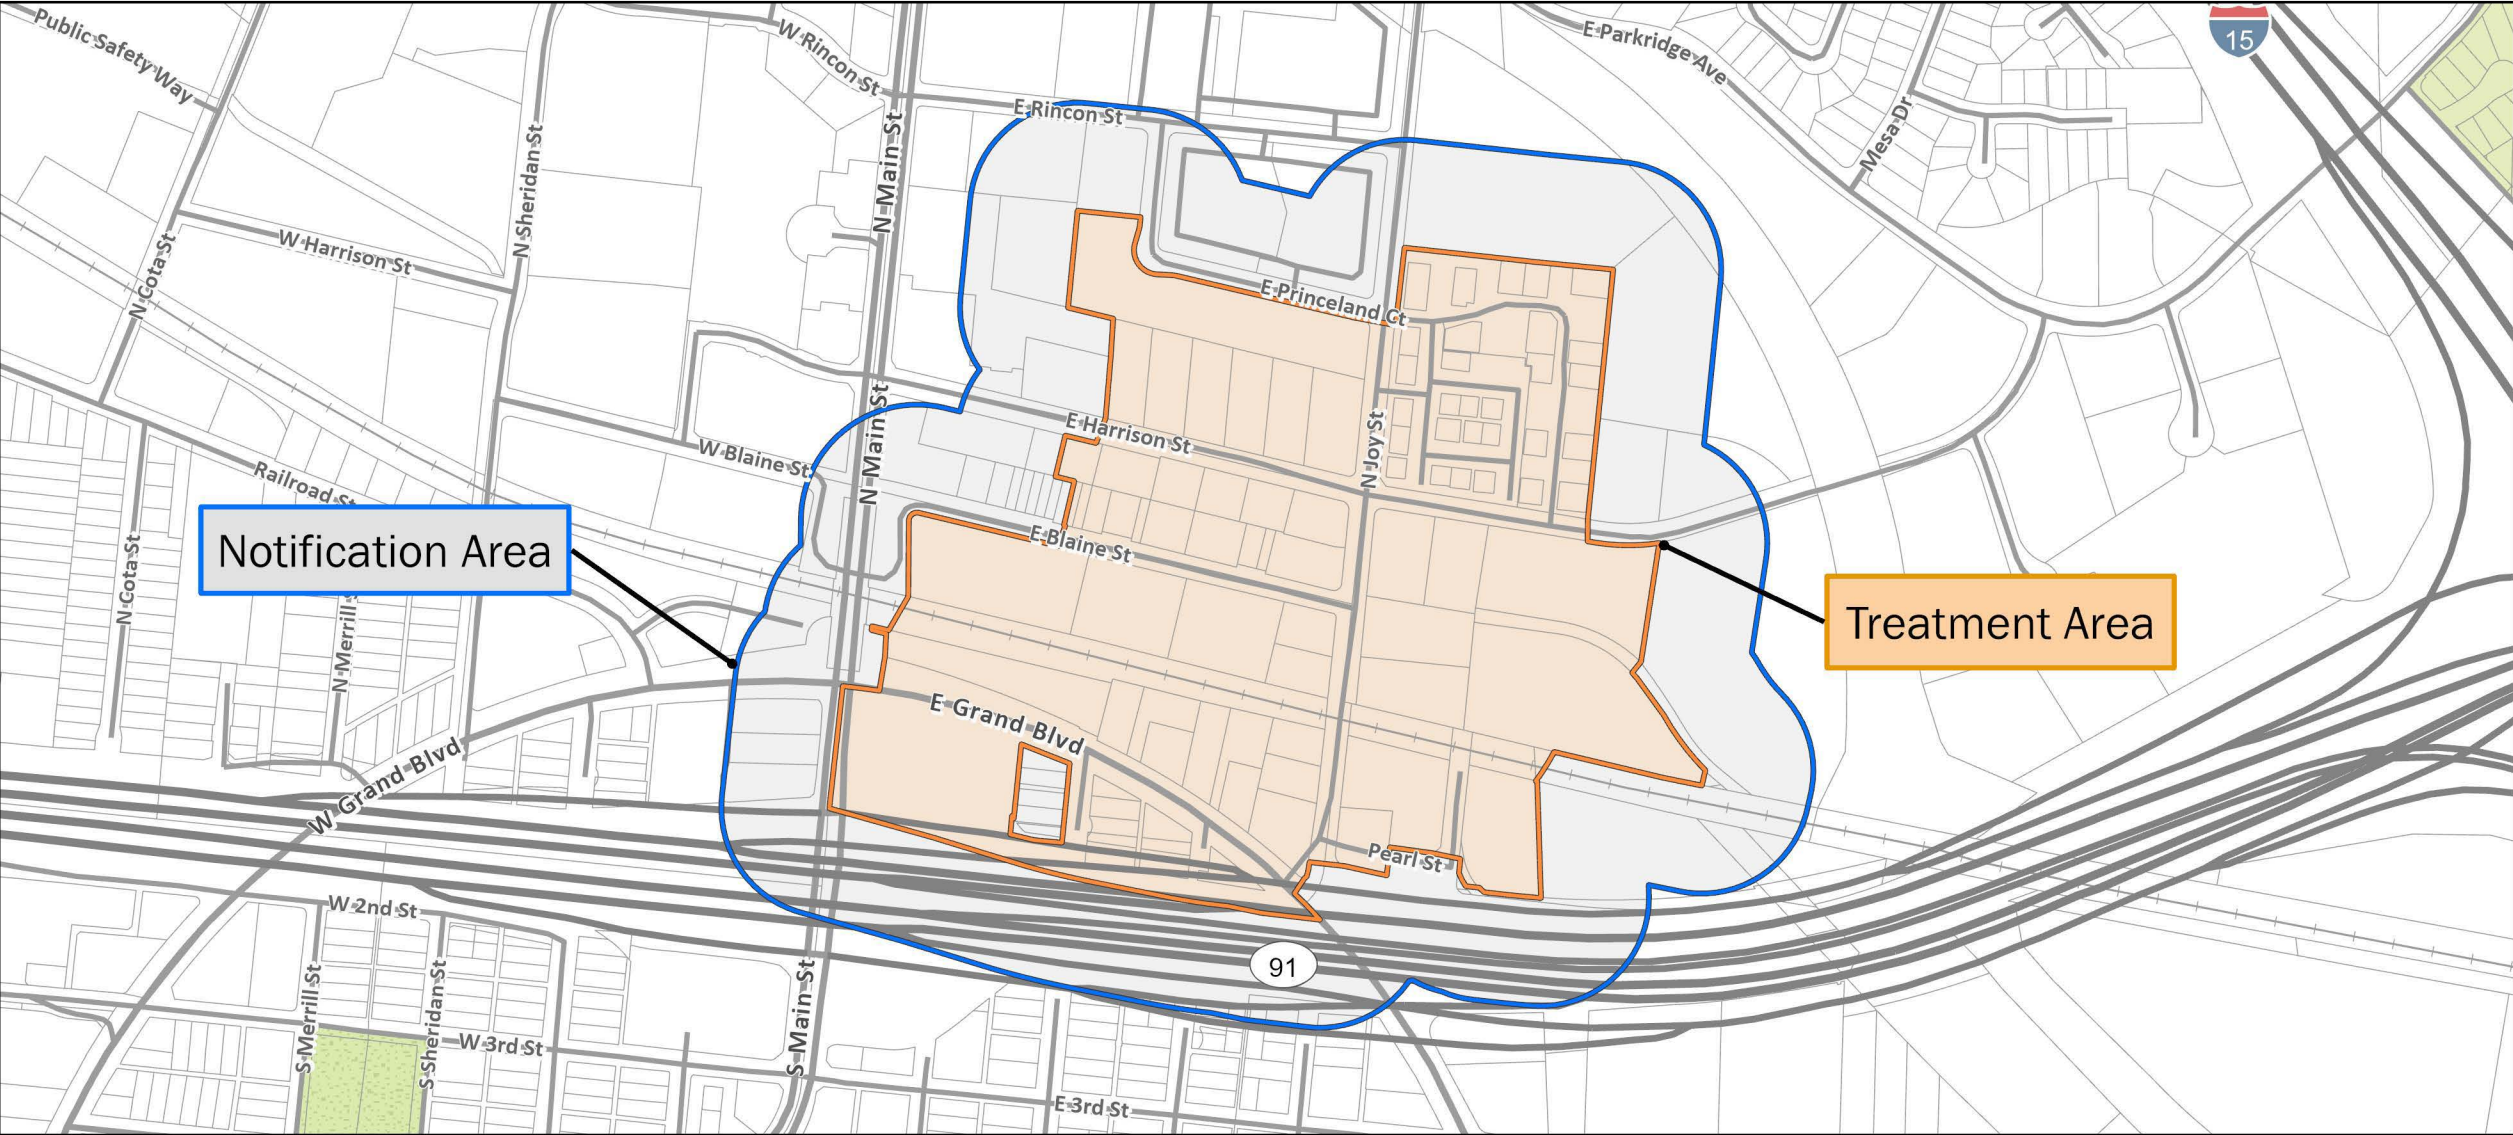 Public Safety Way
W Rincon St
E Parkridge Ave
15
E Rincon St
Mesa Dr
N Main St
N Sheridan St
W Harrison St
N Cota St
E Princeland Ct
E Harrison St
N Joy St
N Main St
W Blaine St
Railroad St
E Blaine St
Notification Area
Treatment Area
N Cota St
N Merrill S
E Grand Blvd
W Grand Blvd
Pearl St
W 2nd St
91
S Merrill St
S Sheridan St
S Main St
W 3rd St
E 3rd St